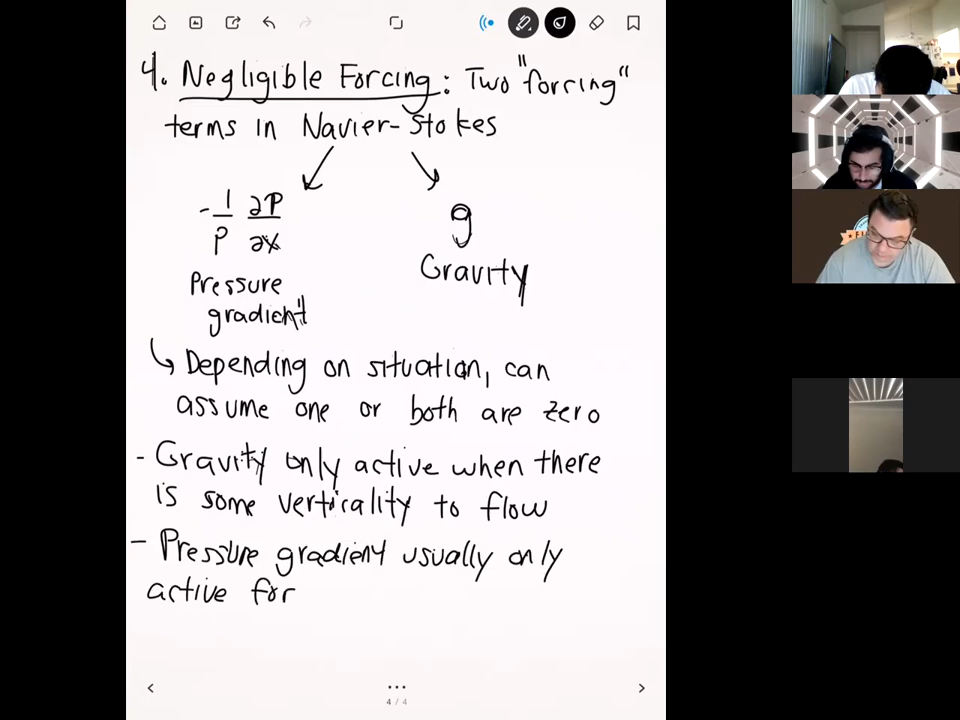 4. Negligible Forcing: Two "forcing"
terms in Navier-Stokes
-1/ρ ∂P/∂x
g
Gravity
Pressure
gradient
Depending on situation, can
assume one or both are zero
- Gravity only active when there
is some verticality to flow
- Pressure gradient usually only
active for
4 / 4